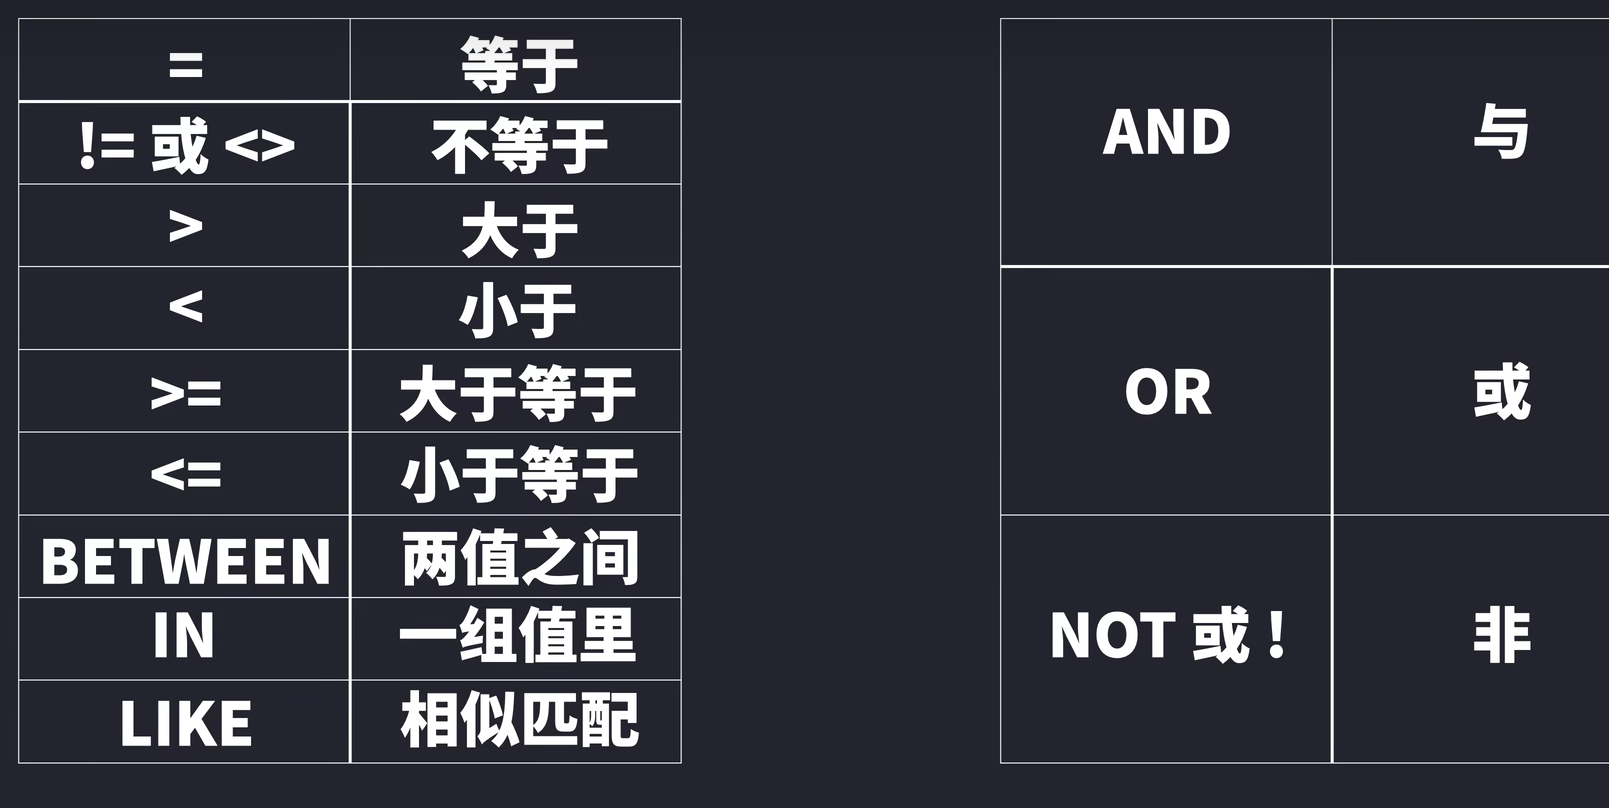 = 等于
!= 或 <> 不等于
> 大于
< 小于
>= 大于等于
<= 小于等于
BETWEEN 两值之间
IN 一组值里
LIKE 相似匹配
AND 与
OR 或
NOT 或 ! 非